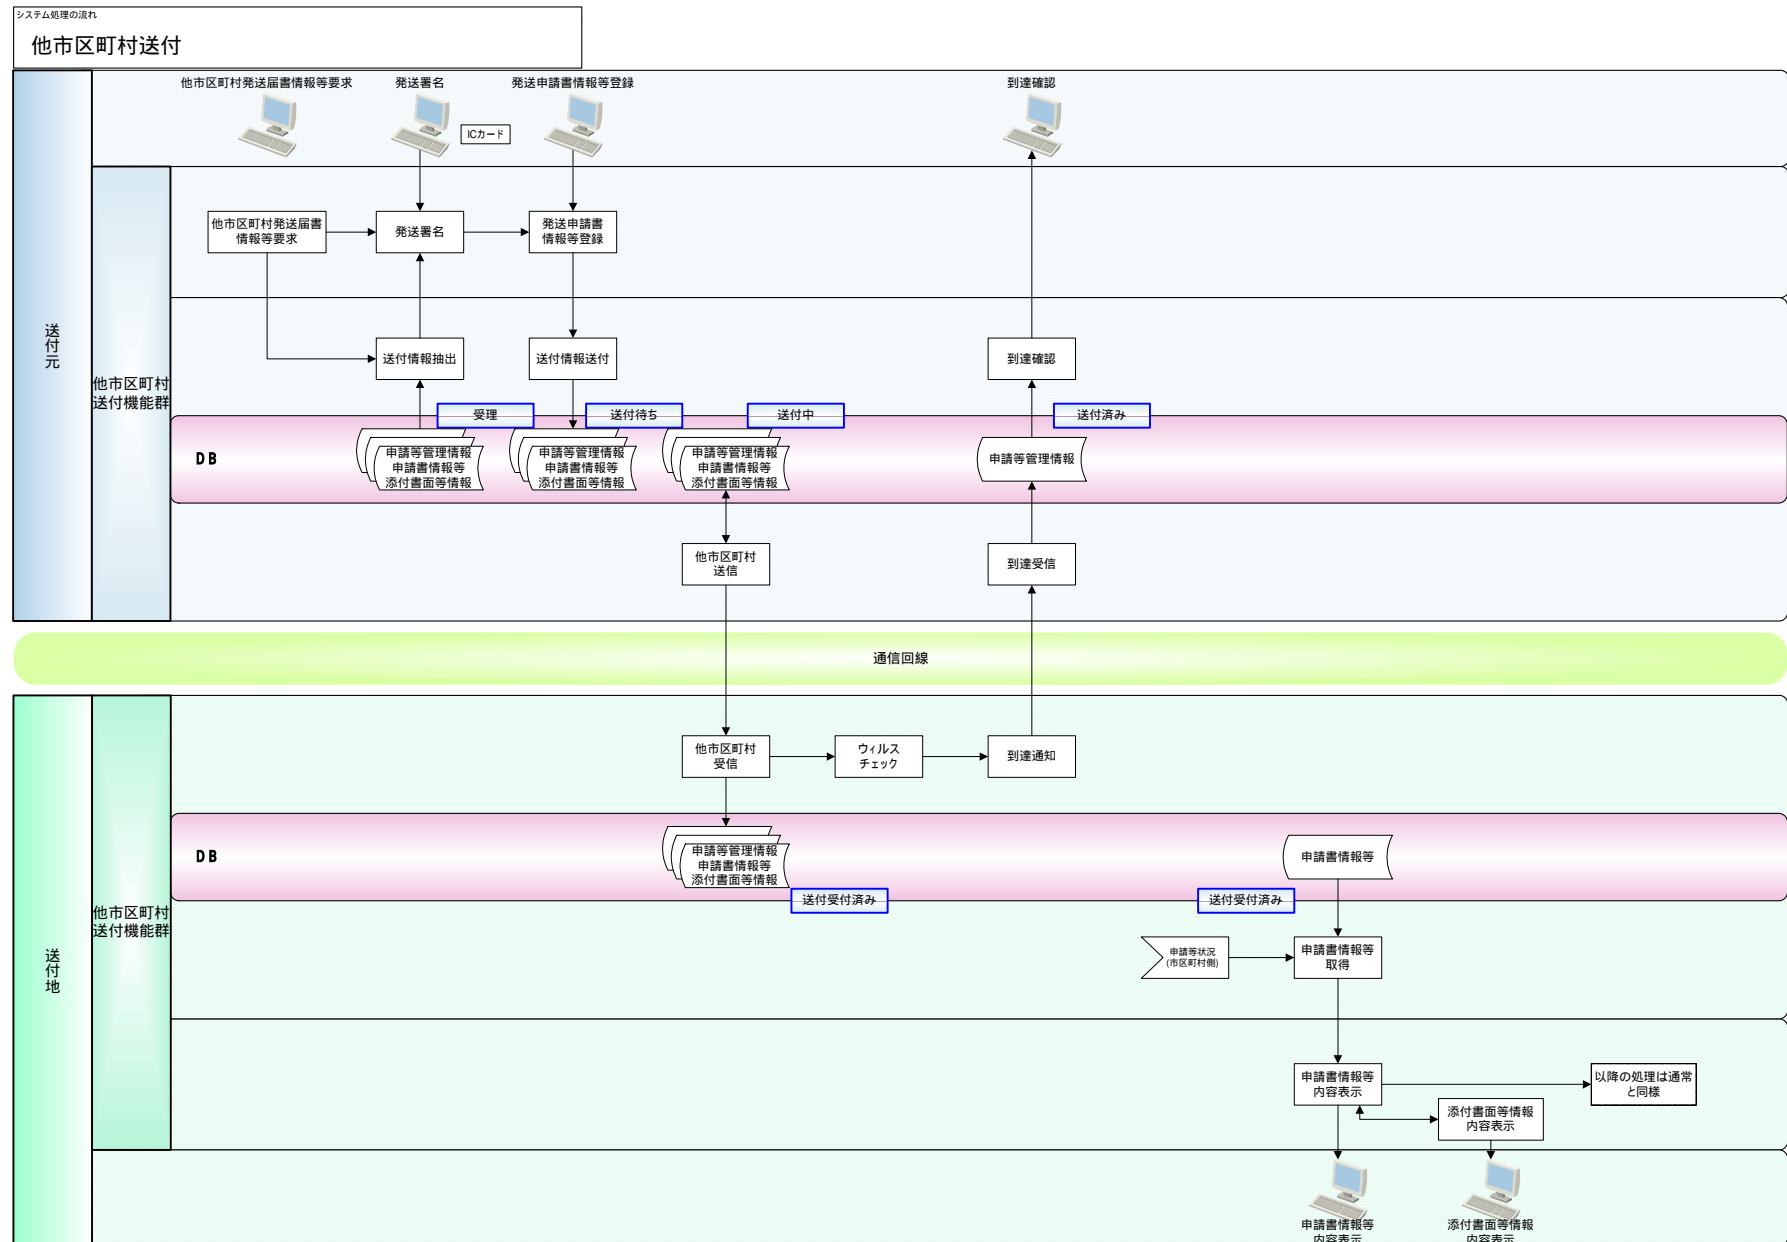 システム処理の流れ
他市区町村送付
他市区町村発送届書情報等要求
発送署名
発送申請書情報等登録
到達確認
ICカード
他市区町村発送届書
情報等要求
発送署名
発送申請書
情報等登録
送付元
他市区町村
送付機能群
送付情報抽出
送付情報送付
到達確認
受理
送付待ち
送付中
送付済み
DB
申請等管理情報
申請書情報等
添付書面等情報
申請等管理情報
申請書情報等
添付書面等情報
申請等管理情報
申請書情報等
添付書面等情報
申請等管理情報
他市区町村
送信
到達受信
通信回線
他市区町村
受信
ウィルス
チェック
到達通知
DB
申請等管理情報
申請書情報等
添付書面等情報
申請書情報等
送付受付済み
送付受付済み
送付地
他市区町村
送付機能群
申請等状況
(市区町村側)
申請書情報等
取得
申請書情報等
内容表示
以降の処理は通常
と同様
添付書面等情報
内容表示
申請書情報等
内容表示
添付書面等情報
内容表示